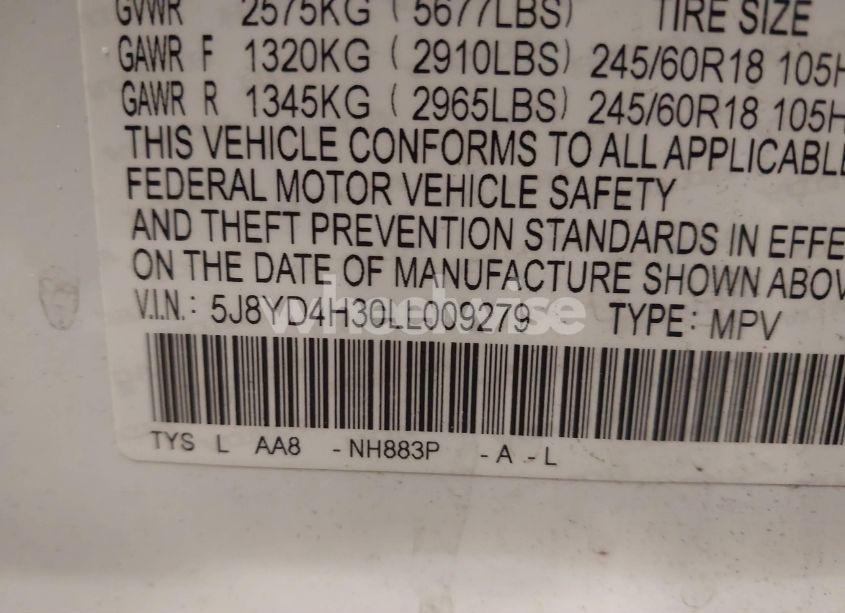 GVWR 2575KG ( 5677LBS) TIRE SIZE
GAWR F 1320KG ( 2910LBS) 245/60R18 105H
GAWR R 1345KG ( 2965LBS) 245/60R18 105H
THIS VEHICLE CONFORMS TO ALL APPLICABLE
FEDERAL MOTOR VEHICLE SAFETY
AND THEFT PREVENTION STANDARDS IN EFFE
ON THE DATE OF MANUFACTURE SHOWN ABOV
V.I.N.: 5J8YD4H30LL009279 TYPE: MPV
TYS L AA8 - NH883P - A - L